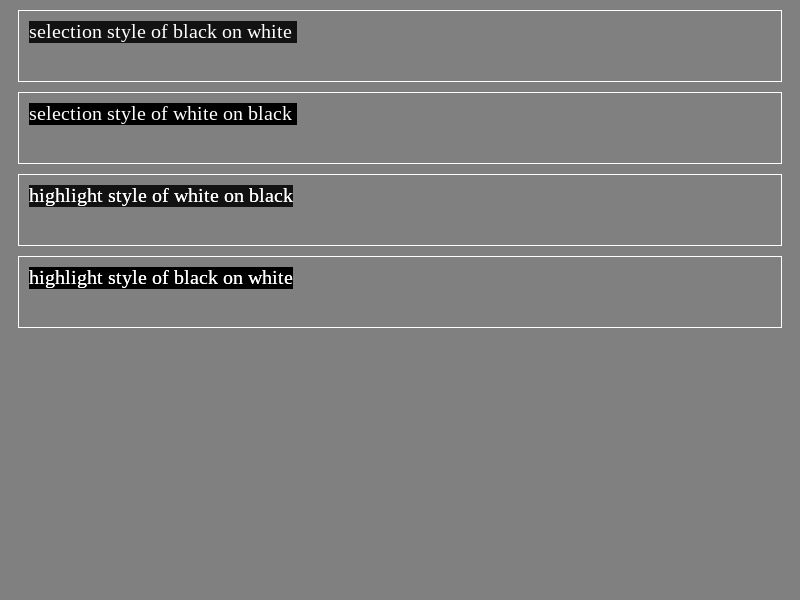 selection style of black on white
selection style of white on black
highlight style of white on black
highlight style of black on white